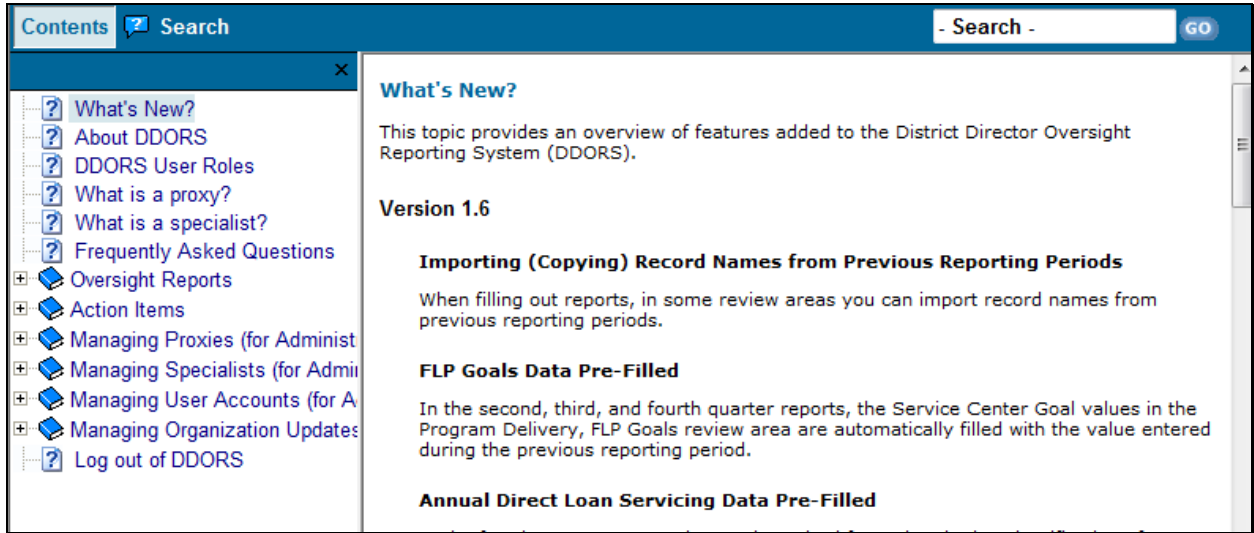 Contents Search - Search - GO
What's New?
About DDORS
DDORS User Roles
What is a proxy?
What is a specialist?
Frequently Asked Questions
Oversight Reports
Action Items
Managing Proxies (for Administ
Managing Specialists (for Admi
Managing User Accounts (for A
Managing Organization Updates
Log out of DDORS
What's New?
This topic provides an overview of features added to the District Director Oversight
Reporting System (DDORS).
Version 1.6
Importing (Copying) Record Names from Previous Reporting Periods
When filling out reports, in some review areas you can import record names from
previous reporting periods.
FLP Goals Data Pre-Filled
In the second, third, and fourth quarter reports, the Service Center Goal values in the
Program Delivery, FLP Goals review area are automatically filled with the value entered
during the previous reporting period.
Annual Direct Loan Servicing Data Pre-Filled